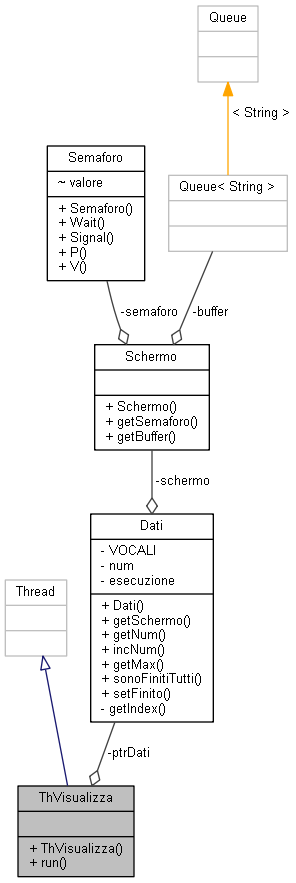 Queue
< String >
Semaforo
~ valore
+ Semaforo()
+ Wait()
+ Signal()
+ P()
+ V()
Queue< String >
-semaforo
-buffer
Schermo
+ Schermo()
+ getSemaforo()
+ getBuffer()
-schermo
Dati
- VOCALI
- num
- esecuzione
+ Dati()
+ getSchermo()
+ getNum()
+ incNum()
+ getMax()
+ sonoFinitiTutti()
+ setFinito()
- getIndex()
Thread
-ptrDati
ThVisualizza
+ ThVisualizza()
+ run()